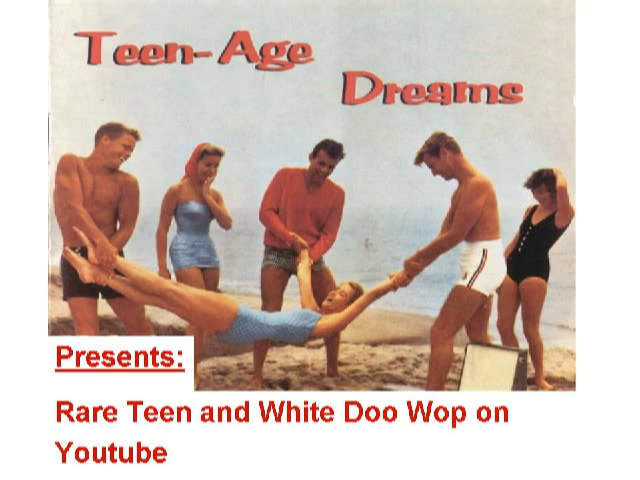 Teen-Age
Dreams
Presents:
Rare Teen and White Doo Wop on
Youtube